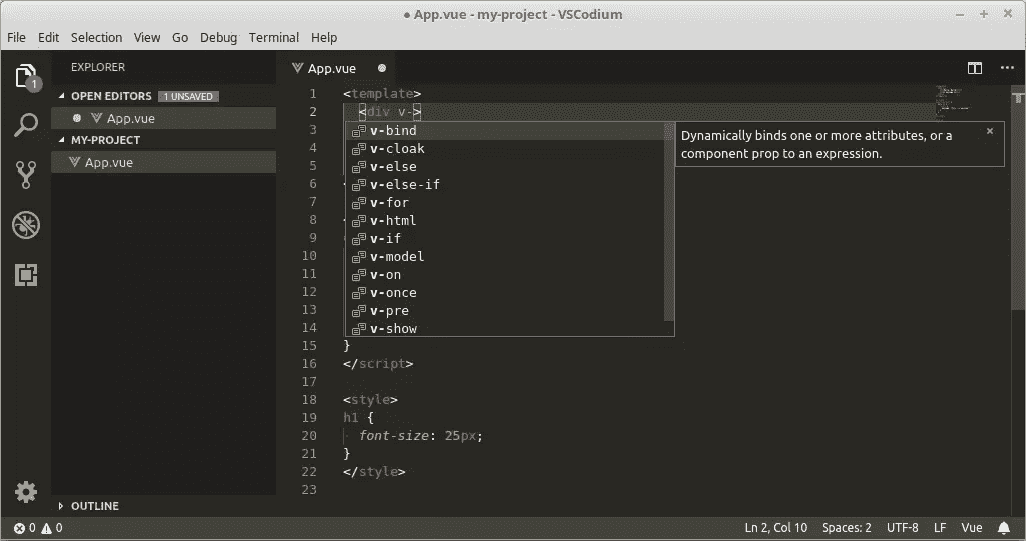 ● App.vue - my-project - VSCodium
File Edit Selection View Go Debug Terminal Help
EXPLORER
OPEN EDITORS 1 UNSAVED
App.vue
MY-PROJECT
App.vue
OUTLINE
App.vue
1 <template>
2 <div v->
3 v-bind
4 v-cloak
5 v-else
6 < v-else-if
7 v-for
8 < v-html
9 v-if
10 v-model
11 v-on
12 v-once
13 v-pre
14 v-show
Dynamically binds one or more attributes, or a
component prop to an expression.
15 }
16 </script>
17
18 <style>
19 h1 {
20 font-size: 25px;
21 }
22 </style>
23
1
0 0
Ln 2, Col 10 Spaces: 2 UTF-8 LF Vue